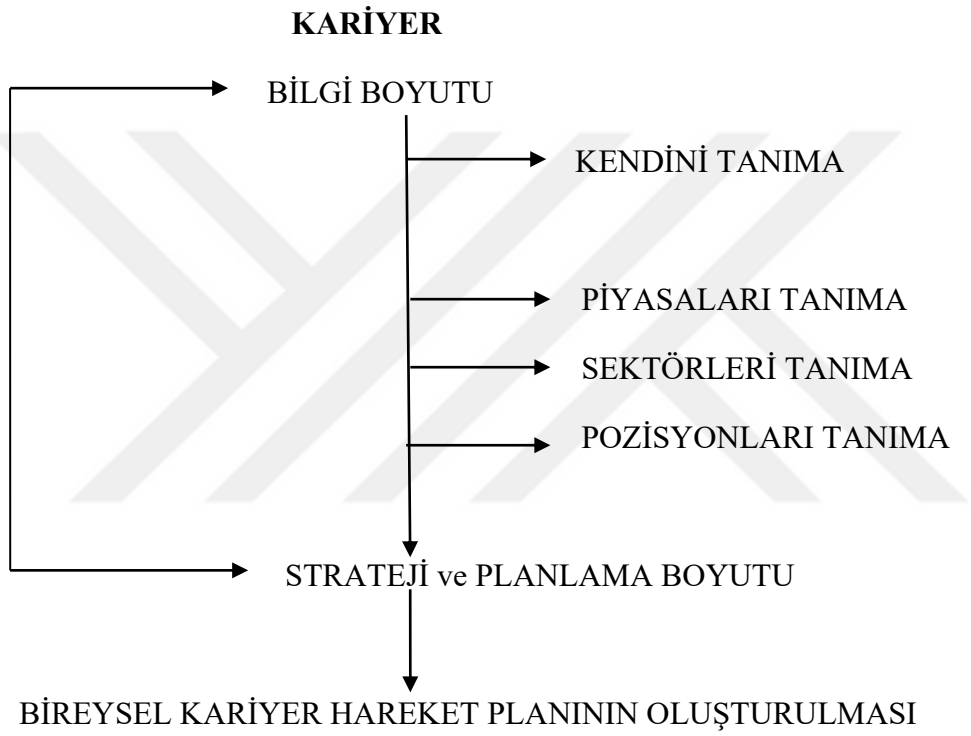 KARİYER
BİLGİ BOYUTU
KENDİNİ TANIMA
PİYASALARI TANIMA
SEKTÖRLERİ TANIMA
POZİSYONLARI TANIMA
STRATEJİ ve PLANLAMA BOYUTU
BİREYSEL KARİYER HAREKET PLANININ OLUŞTURULMASI